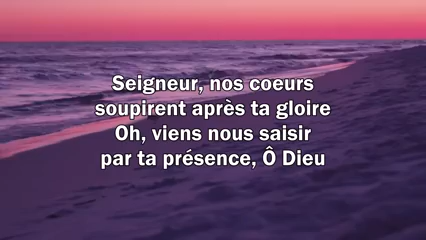 Seigneur, nos coeurs
soupirent après ta gloire
Oh, viens nous saisir
par ta présence, Ô Dieu